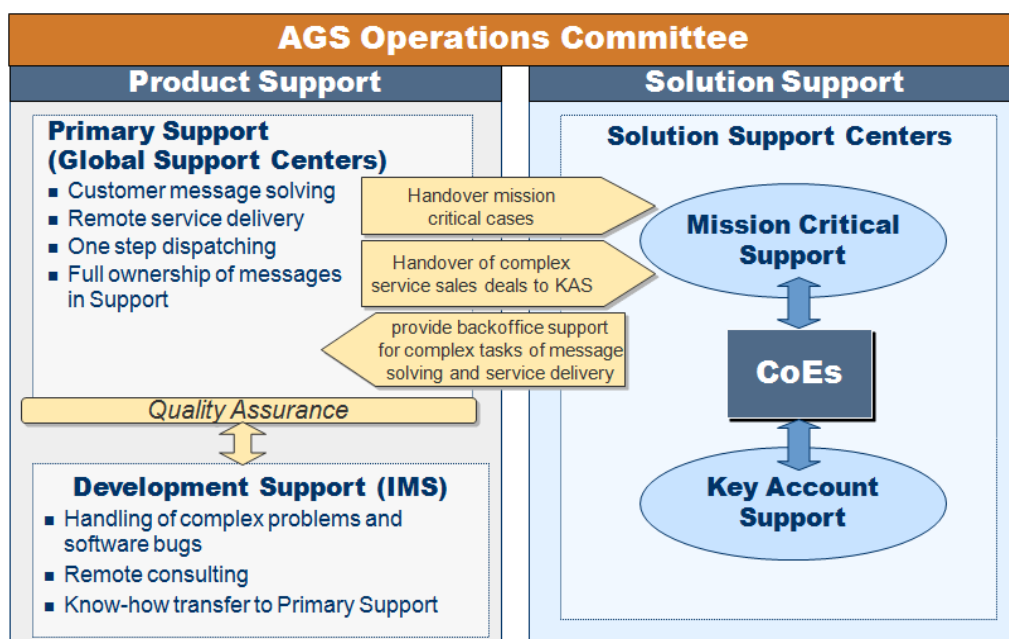 AGS Operations Committee
Product Support
Primary Support
(Global Support Centers)
▪ Customer message solving
▪ Remote service delivery
▪ One step dispatching
▪ Full ownership of messages
in Support
Handover mission
critical cases
Handover of complex
service sales deals to KAS
provide backoffice support
for complex tasks of message
solving and service delivery
Quality Assurance
Development Support (IMS)
▪ Handling of complex problems and
software bugs
▪ Remote consulting
▪ Know-how transfer to Primary Support
Solution Support
Solution Support Centers
Mission Critical
Support
CoEs
Key Account
Support